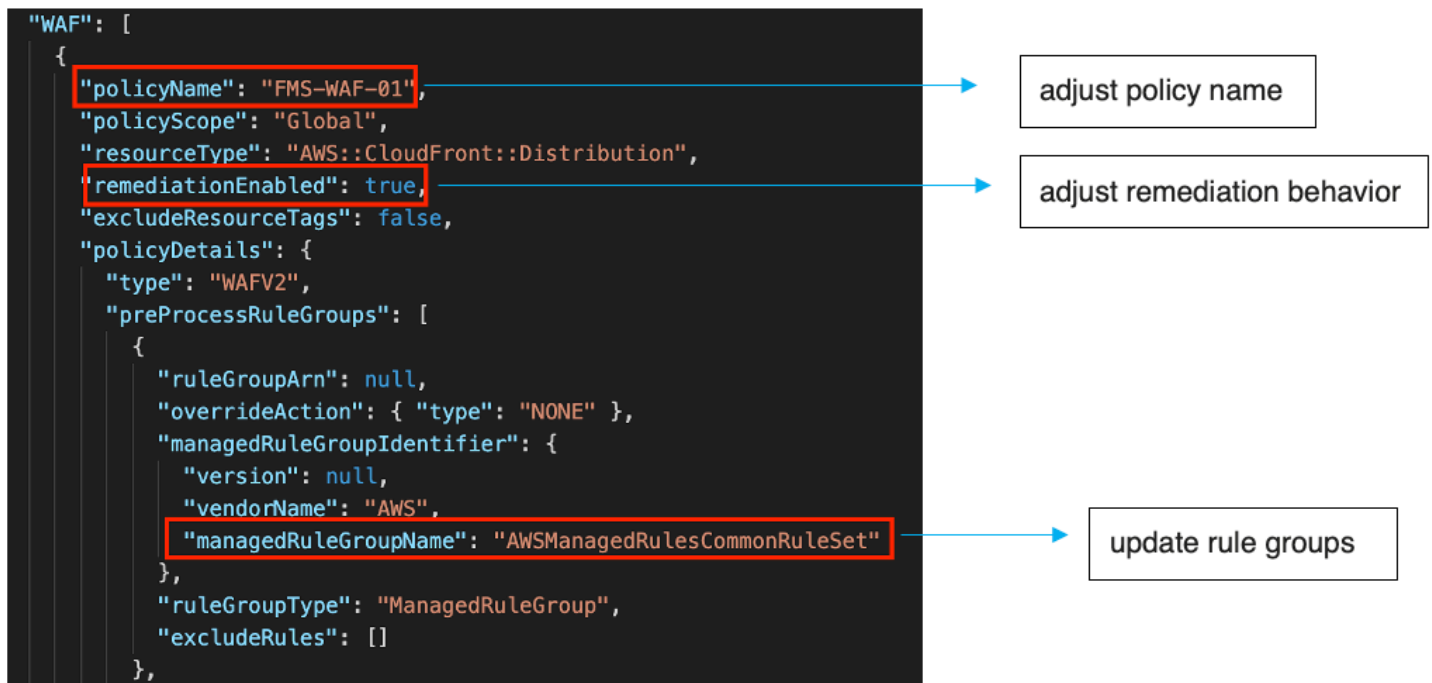 "WAF": [
{
"policyName": "FMS-WAF-01",
adjust policy name
"policyScope": "Global",
"resourceType": "AWS::CloudFront::Distribution",
"remediationEnabled": true,
adjust remediation behavior
"excludeResourceTags": false,
"policyDetails": {
"type": "WAFV2",
"preProcessRuleGroups": [
{
"ruleGroupArn": null,
"overrideAction": { "type": "NONE" },
"managedRuleGroupIdentifier": {
"version": null,
"vendorName": "AWS",
"managedRuleGroupName": "AWSManagedRulesCommonRuleSet"
update rule groups
},
"ruleGroupType": "ManagedRuleGroup",
"excludeRules": []
},